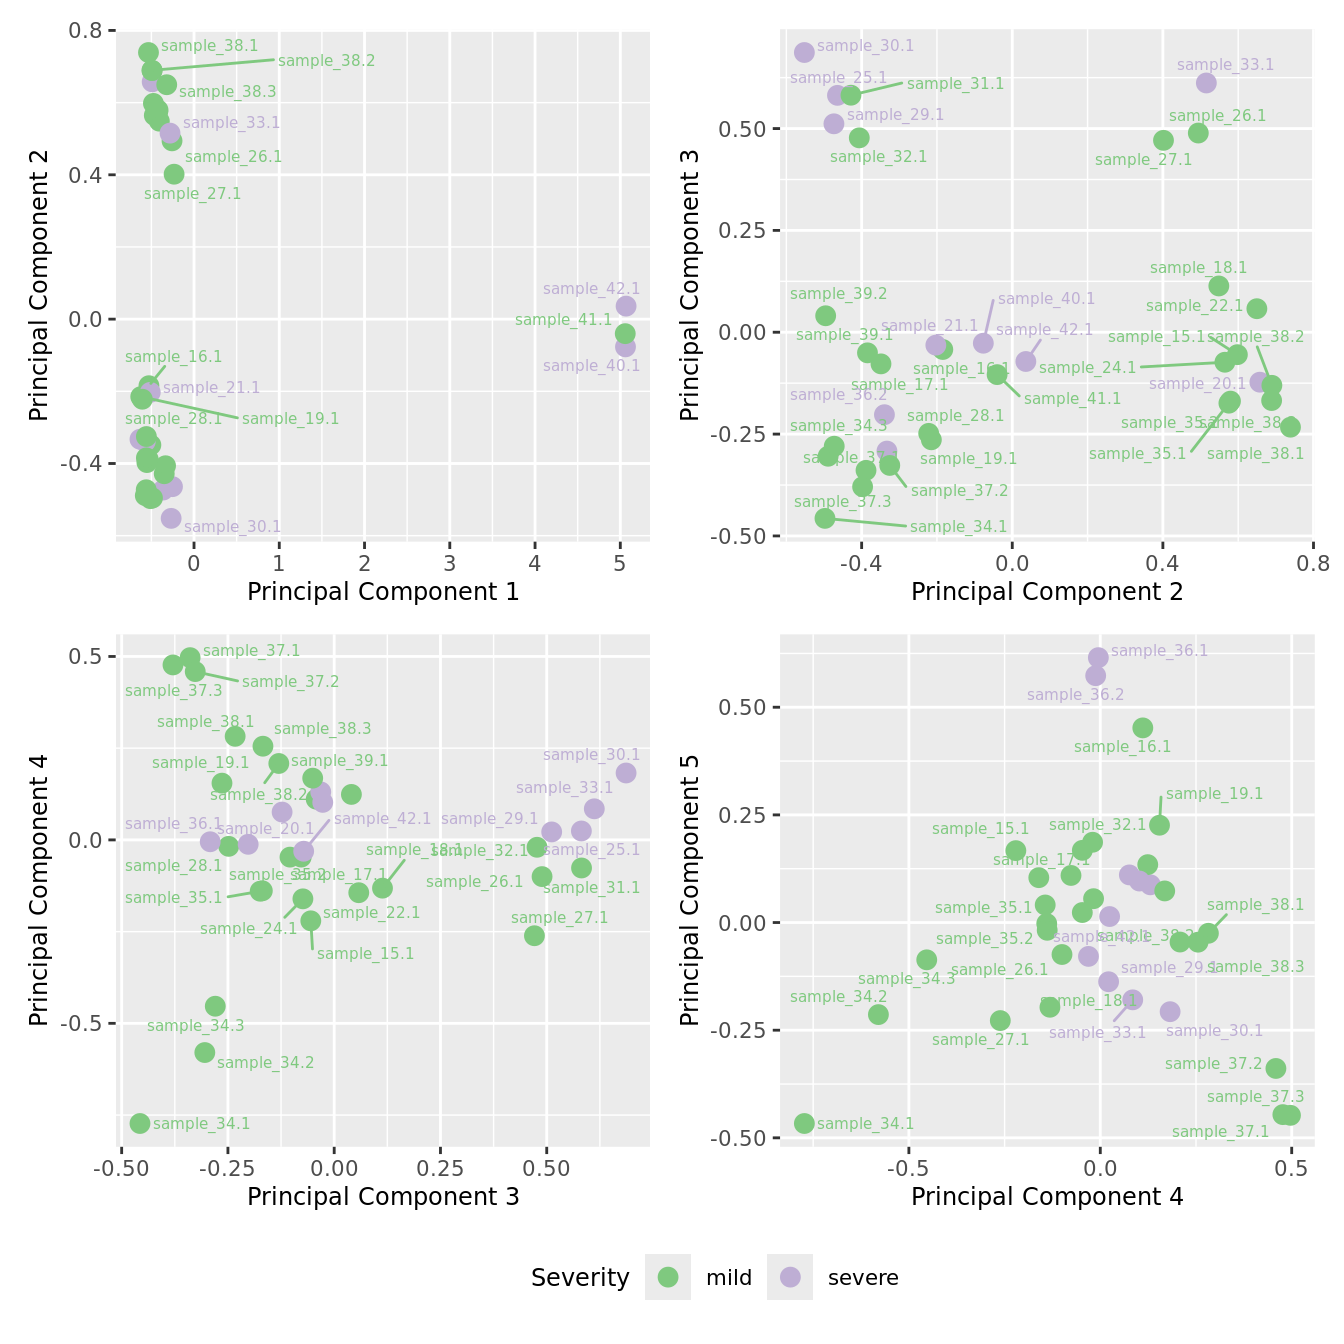 0.8
0.4
0.0
-0.4
Principal Component 2
sample_38.1
sample_38.2
sample_38.3
sample_33.1
sample_26.1
sample_27.1
sample_42.1
sample_41.1
sample_40.1
sample_16.1
sample_21.1
sample_28.1
sample_19.1
sample_30.1
0 1 2 3 4 5
Principal Component 1
0.50
0.25
0.00
-0.25
-0.50
Principal Component 3
sample_30.1
sample_33.1
sample_25.1
sample_31.1
sample_29.1
sample_26.1
sample_32.1
sample_27.1
sample_18.1
sample_39.2
sample_40.1
sample_22.1
sample_21.1
sample_42.1
sample_39.1
sample_15.1
sample_38.2
sample_16.1
sample_24.1
sample_17.1
sample_20.1
sample_36.2
sample_41.1
sample_28.1
sample_34.3
sample_35.2
sample_19.1
sample_35.1
sample_38.1
sample_37.2
sample_37.3
sample_34.1
-0.4 0.0 0.4 0.8
Principal Component 2
0.5
0.0
-0.5
Principal Component 4
sample_37.1
sample_37.2
sample_37.3
sample_38.1
sample_38.3
sample_19.1
sample_39.1
sample_30.1
sample_38.2
sample_33.1
sample_36.1
sample_20.1
sample_42.1
sample_29.1
sample_18.1
sample_32.1
sample_25.1
sample_28.1
sample_35.2
sample_17.1
sample_26.1
sample_31.1
sample_35.1
sample_22.1
sample_27.1
sample_24.1
sample_15.1
sample_34.3
sample_34.2
sample_34.1
-0.50 -0.25 0.00 0.25 0.50
Principal Component 3
0.50
0.25
0.00
-0.25
-0.50
Principal Component 5
sample_36.1
sample_36.2
sample_16.1
sample_19.1
sample_15.1
sample_32.1
sample_17.1
sample_35.1
sample_38.1
sample_35.2
sample_42.1
sample_38.2
sample_26.1
sample_29.1
sample_38.3
sample_34.3
sample_34.2
sample_18.1
sample_27.1
sample_33.1
sample_30.1
sample_37.2
sample_37.3
sample_34.1
sample_37.1
-0.5 0.0 0.5
Principal Component 4
Severity mild severe